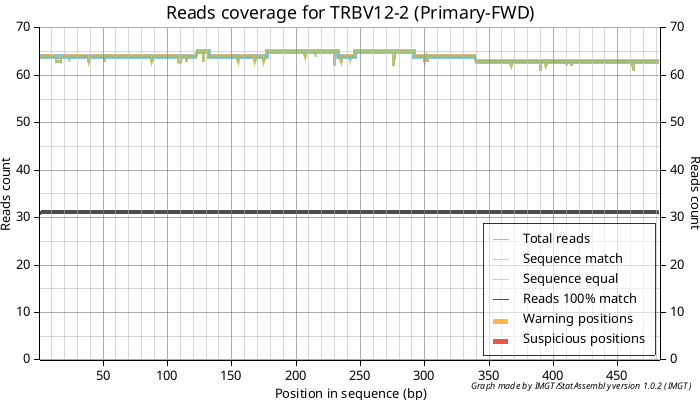 Reads coverage for TRBV12-2 (Primary-FWD)
70
60
50
40
30
20
10
0
Reads count
70
60
50
40
30
20
10
0
Reads count
Total reads
Sequence match
Sequence equal
Reads 100% match
Warning positions
Suspicious positions
50 100 150 200 250 300 350 400 450
Position in sequence (bp)
Graph made by IMGT/StatAssembly version 1.0.2 (IMGT)